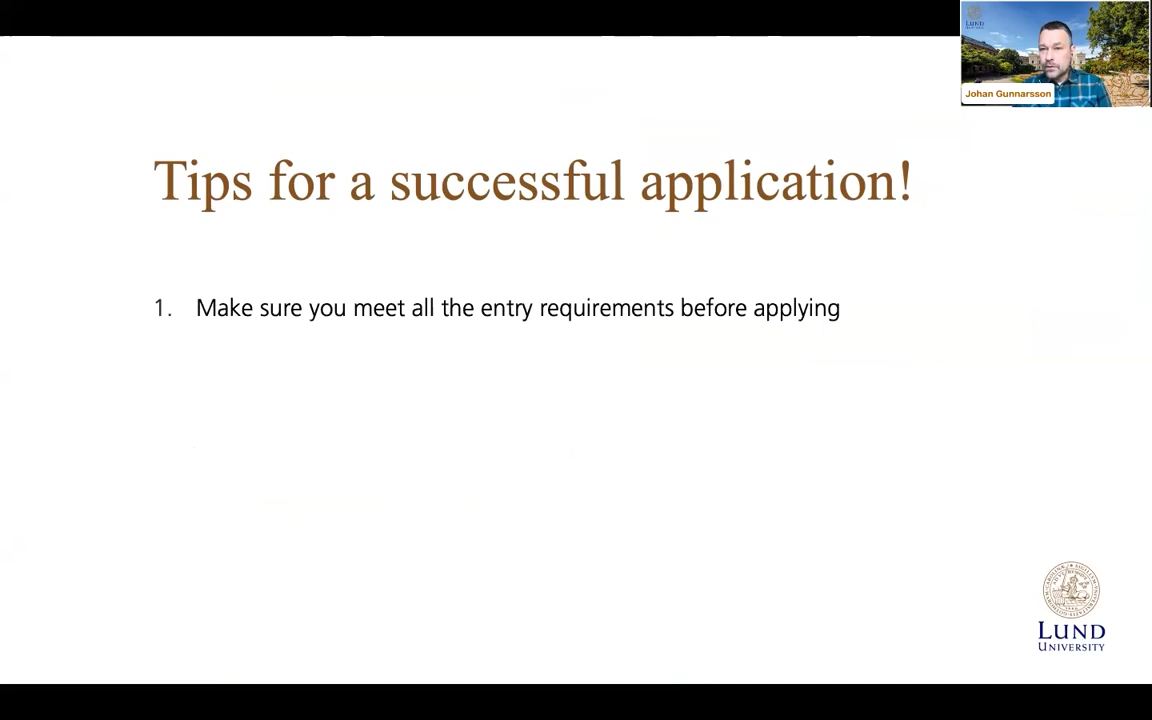 LUND
Johan Gunnarsson
Tips for a successful application!
1. Make sure you meet all the entry requirements before applying
LUND
UNIVERSITY